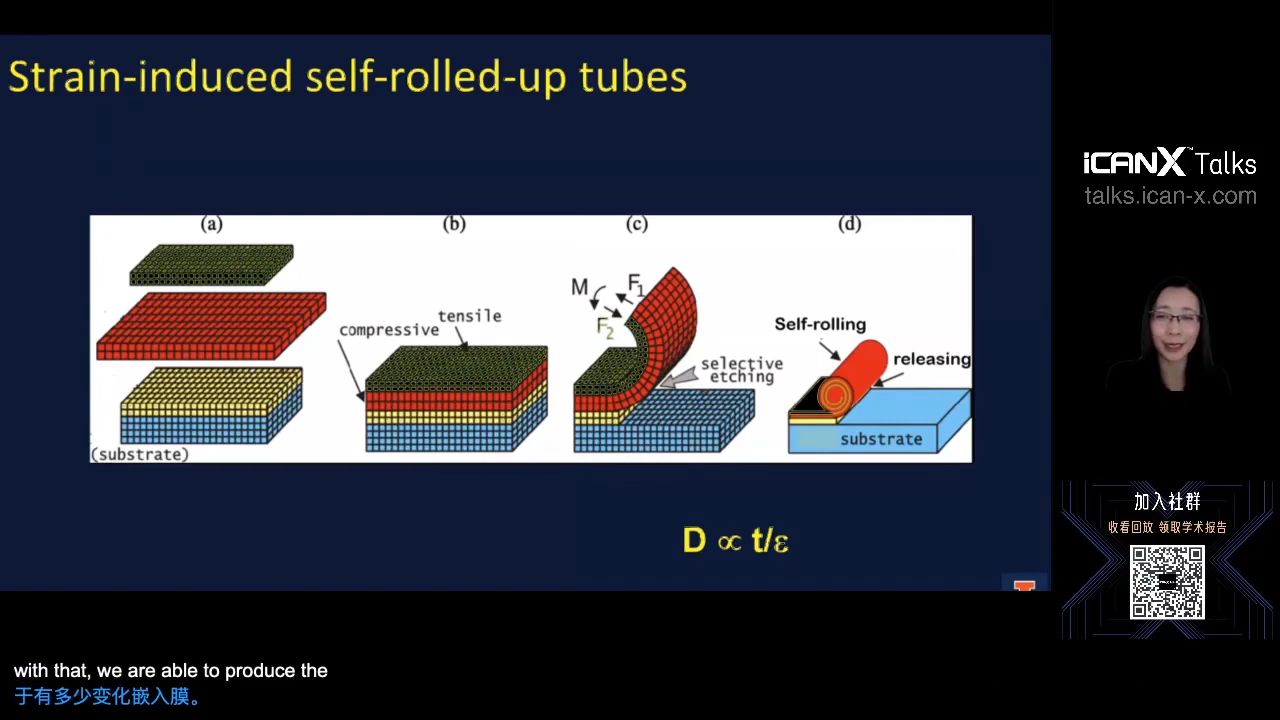 Strain-induced self-rolled-up tubes
(a)
(b)
(c)
(d)
compressive
tensile
M
F1
F2
selective
etching
Self-rolling
releasing
substrate
(substrate)
D ∝ t/ε
iCANX™ Talks
talks.ican-x.com
加入社群
收看回放 领取学术报告
with that, we are able to produce the
于有多少变化嵌入膜。